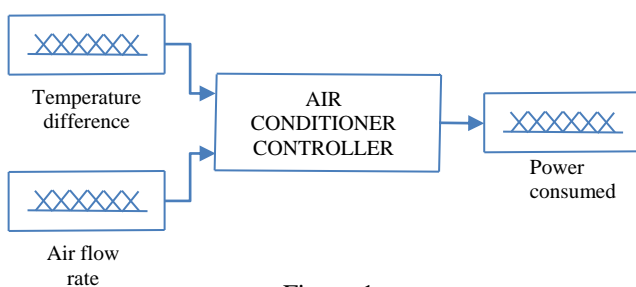 Temperature
difference
AIR
CONDITIONER
CONTROLLER
Power
consumed
Air flow
rate